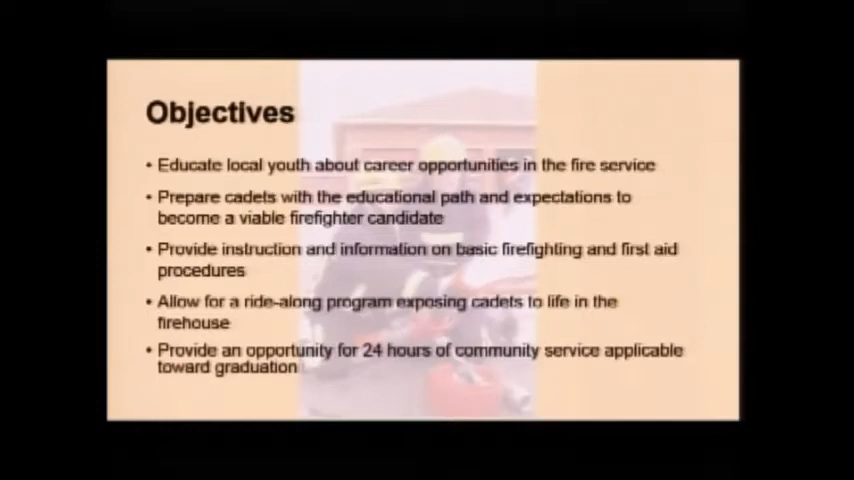 Objectives
• Educate local youth about career opportunities in the fire service
• Prepare cadets with the educational path and expectations to
become a viable firefighter candidate
• Provide instruction and information on basic firefighting and first aid
procedures
• Allow for a ride-along program exposing cadets to life in the
firehouse
• Provide an opportunity for 24 hours of community service applicable
toward graduation